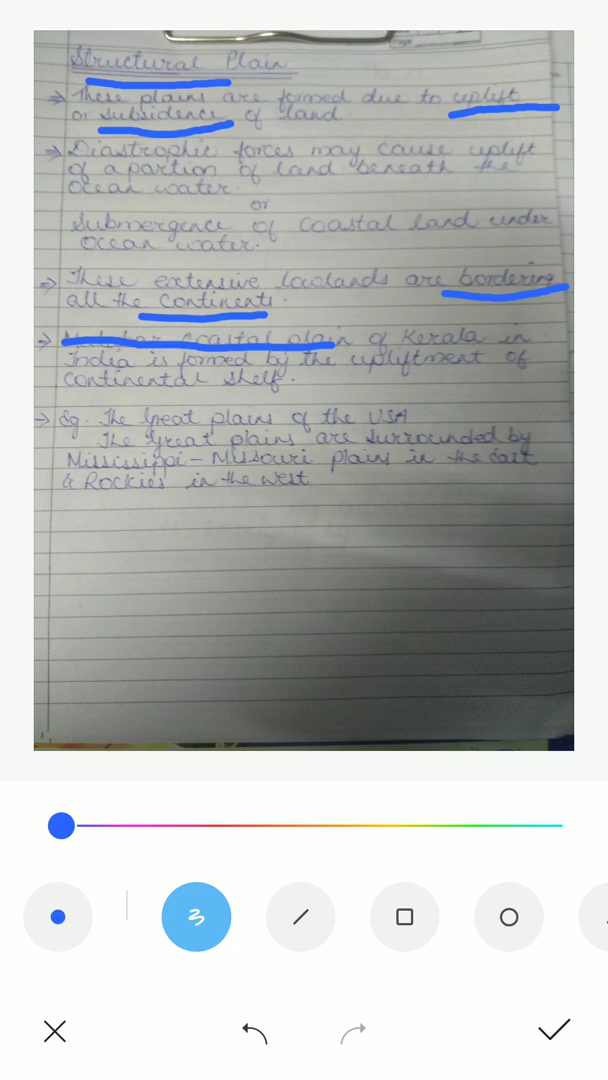 Page
Structural Plain
⇒ These plains are formed due to uplift
or subsidence of land.
⇒ Diastrophic forces may cause uplift
of a partion of land beneath the
Ocean water.
or
Submergence of coastal land under
Ocean water.
⇒ These extensive lowlands are bordering
all the continents.
⇒ Malabar coastal plain of Kerala in
India is formed by the upliftment of
continental shelf.
→ Eg. The Great plains of the USA
The Great plains are surrounded by
Mississippi - Missouri plains in the East
& Rockies in the west